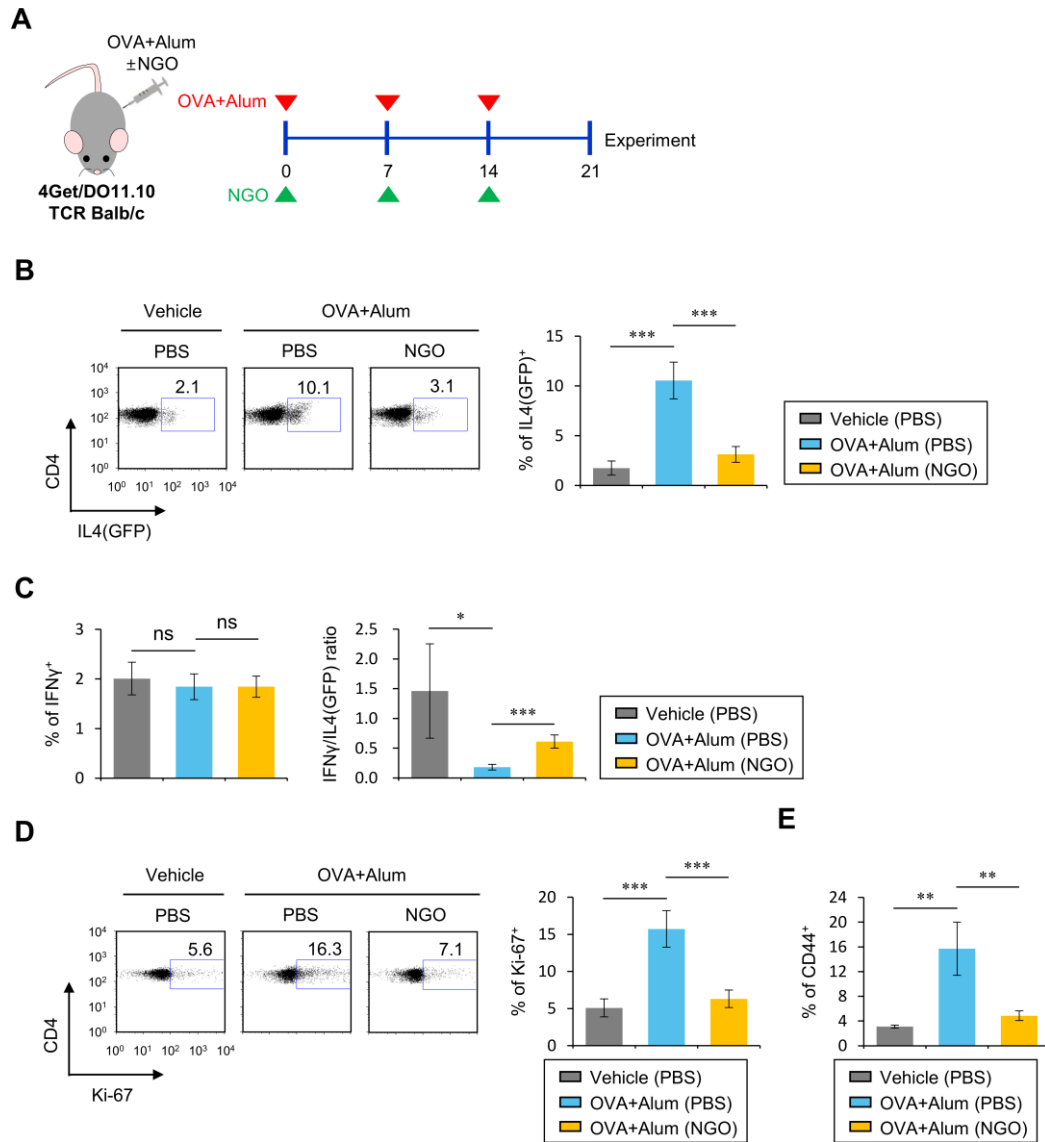 A
OVA+Alum
±NGO
4Get/DO11.10
TCR Balb/c
OVA+Alum
Experiment
0 7 14 21
NGO
B
Vehicle OVA+Alum
PBS PBS NGO
10⁴
10³
10²
10¹
10⁰
2.1 10.1 3.1
10⁰ 10¹ 10² 10³ 10⁴
CD4
IL4(GFP)
% of IL4(GFP)⁺
15
10
5
0
*** ***
Vehicle (PBS)
OVA+Alum (PBS)
OVA+Alum (NGO)
C
% of IFNγ⁺
3
2
1
0
ns ns
IFNγ/IL4(GFP) ratio
2.5
2.0
1.5
1.0
0.5
0.0
*
***
Vehicle (PBS)
OVA+Alum (PBS)
OVA+Alum (NGO)
D
Vehicle OVA+Alum
PBS PBS NGO
10⁴
10³
10²
10¹
10⁰
5.6 16.3 7.1
10⁰ 10¹ 10² 10³ 10⁴
CD4
Ki-67
% of Ki-67⁺
20
15
10
5
0
*** ***
Vehicle (PBS)
OVA+Alum (PBS)
OVA+Alum (NGO)
E
% of CD44⁺
24
20
16
12
8
4
0
** **
Vehicle (PBS)
OVA+Alum (PBS)
OVA+Alum (NGO)